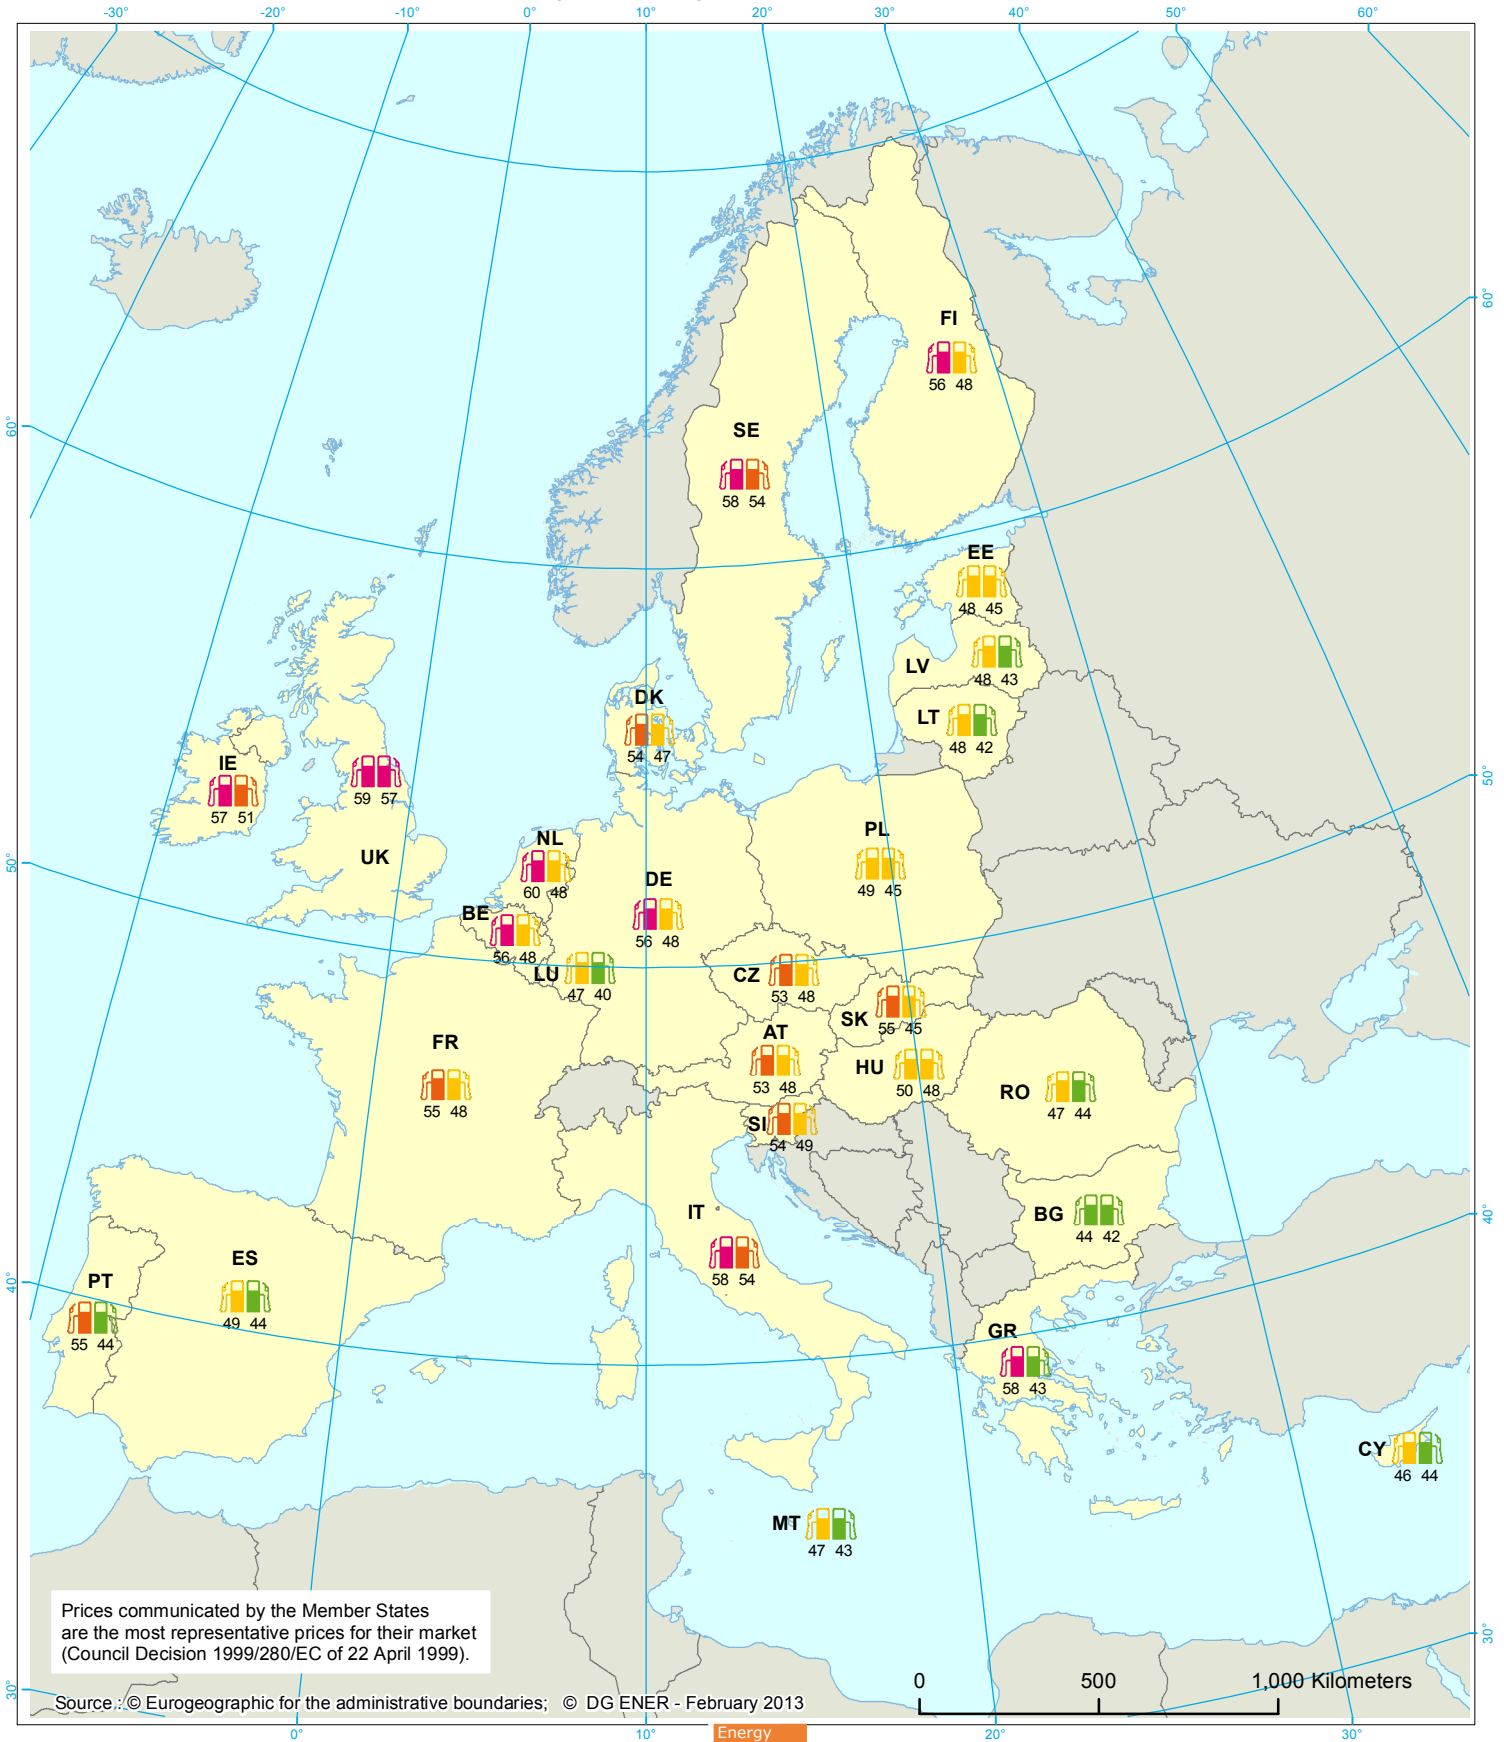 -30° -20° -10° 0° 10° 20° 30° 40° 50° 60°
FI
56 48
60°
SE
58 54
60°
EE
48 45
LV
48 43
DK
54 47
LT
48 42
IE
57 51
59 57
UK
50°
NL
60 48
PL
49 45
50°
DE
56 48
BE
56 48
LU
47 40
CZ
53 48
SK
55 45
AT
53 48
HU
50 48
FR
55 48
RO
47 44
SI
54 49
IT
58 54
BG
44 42
40°
ES
49 44
PT
55 44
40°
GR
58 43
CY
46 44
MT
47 43
Prices communicated by the Member States
are the most representative prices for their market
(Council Decision 1999/280/EC of 22 April 1999).
30°
0 500 1,000 Kilometers
30°
Source : © Eurogeographic for the administrative boundaries; © DG ENER - February 2013
0° 10° 20° 30°
Energy